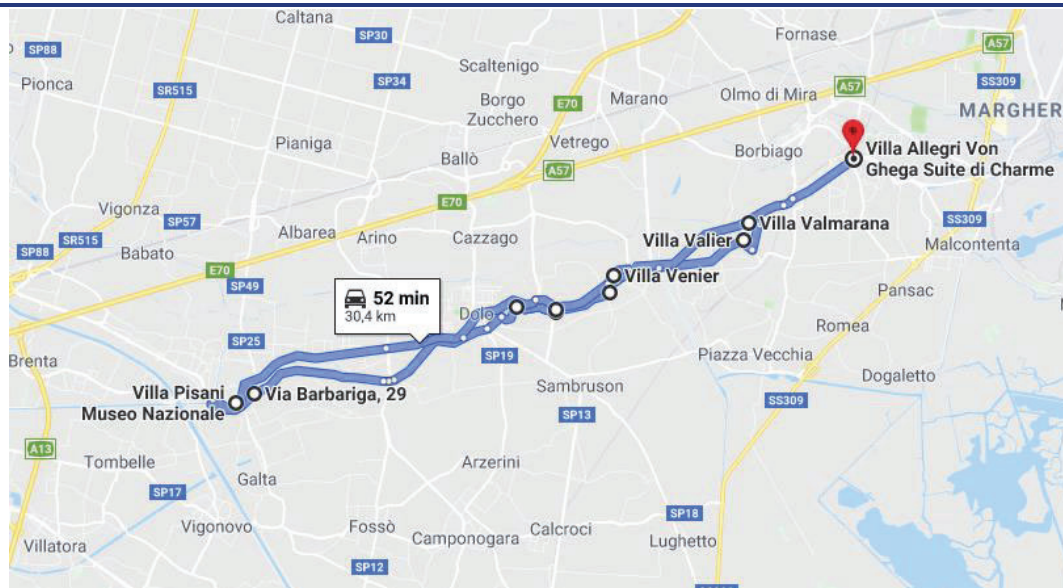 Caltana
SP30
Fornase
SP88
SP88
Pionca
SR515
SP34
Scaltenigo
A57
A57
SS309
E70
Borgo
Zucchero
Marano
Olmo di Mira
MARGHER
Pianiga
Vetrego
Ballò
A57
Borbiago
Villa Allegri Von
Ghega Suite di Charme
Vigonza
SP57
E70
SR515
SP88
Babato
Albarea
Arino
Cazzago
Villa Valmarana
Villa Valier
SS309
Malcontenta
E70
SP49
Villa Venier
Pansac
52 min
30,4 km
Dolo
Romea
Brenta
SP25
SP19
Piazza Vecchia
Dogaletto
Villa Pisani
Museo Nazionale
Via Barbariga, 29
Sambruson
SP13
SS309
A13
Tombelle
Galta
Arzerini
SP17
Vigonovo
Fossò
Camponogara
Calcroci
SP18
Lughetto
Villatora
SP12